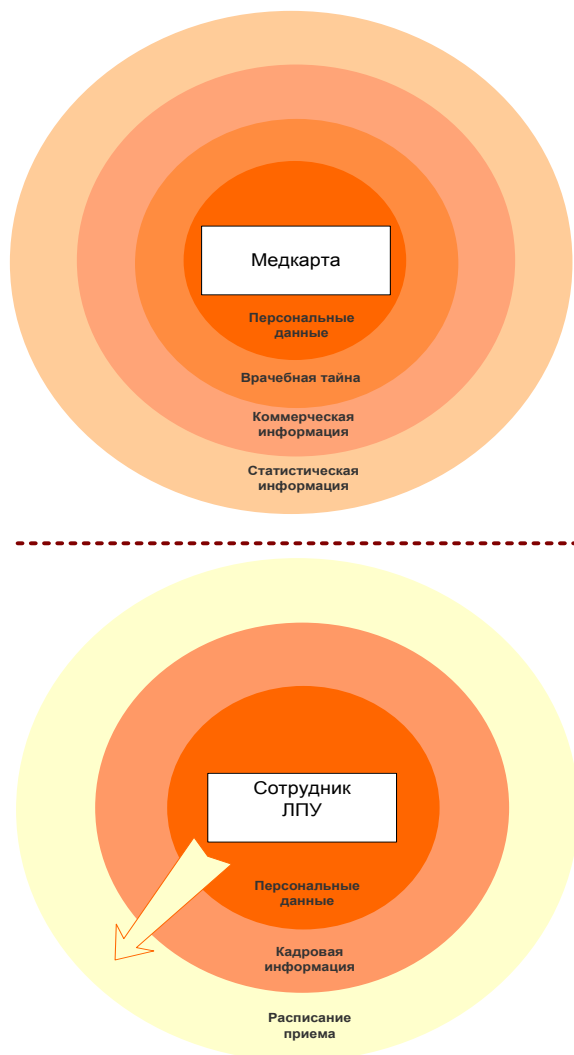 Медкарта
Персональные
данные
Врачебная тайна
Коммерческая
информация
Статистическая
информация
Сотрудник
ЛПУ
Персональные
данные
Кадровая
информация
Расписание
приема